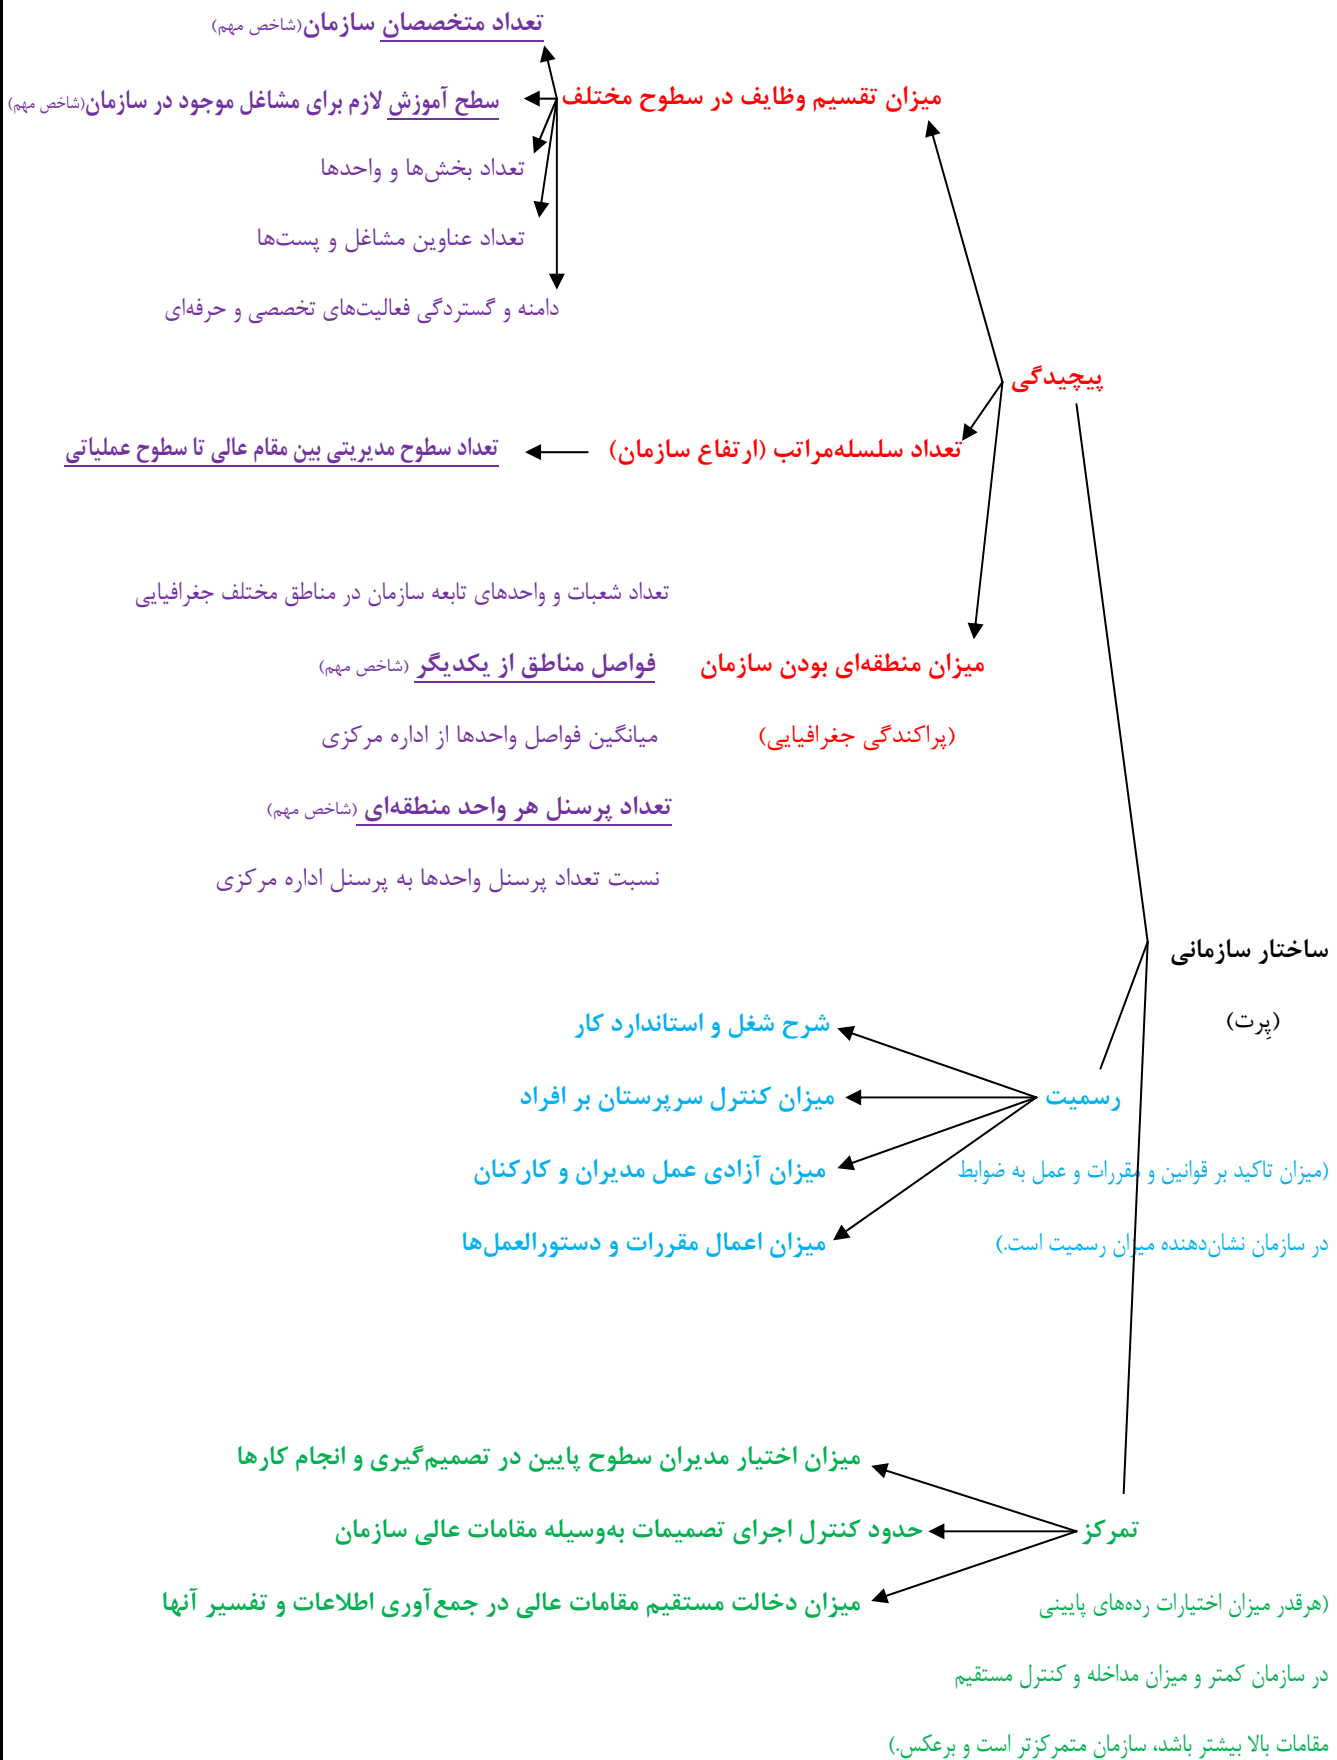 تعداد متخصصان سازمان(شاخص مهم)
میزان تقسیم وظایف در سطوح مختلف
سطح آموزش لازم برای مشاغل موجود در سازمان(شاخص مهم)
تعداد بخش‌ها و واحدها
تعداد عناوین مشاغل و پست‌ها
دامنه و گستردگی فعالیت‌های تخصصی و حرفه‌ای
پیچیدگی
تعداد سلسله‌مراتب (ارتفاع سازمان)
تعداد سطوح مدیریتی بین مقام عالی تا سطوح عملیاتی
تعداد شعبات و واحدهای تابعه سازمان در مناطق مختلف جغرافیایی
میزان منطقه‌ای بودن سازمان
فواصل مناطق از یکدیگر (شاخص مهم)
(پراکندگی جغرافیایی)
میانگین فواصل واحدها از اداره مرکزی
تعداد پرسنل هر واحد منطقه‌ای (شاخص مهم)
نسبت تعداد پرسنل واحدها به پرسنل اداره مرکزی
ساختار سازمانی
(پِرت)
شرح شغل و استاندارد کار
رسمیت
میزان کنترل سرپرستان بر افراد
(میزان تاکید بر قوانین و مقررات و عمل به ضوابط
میزان آزادی عمل مدیران و کارکنان
در سازمان نشان‌دهنده میزان رسمیت است.)
میزان اعمال مقررات و دستورالعمل‌ها
میزان اختیار مدیران سطوح پایین در تصمیم‌گیری و انجام کارها
تمرکز
حدود کنترل اجرای تصمیمات به‌وسیله مقامات عالی سازمان
(هرقدر میزان اختیارات رده‌های پایینی
میزان دخالت مستقیم مقامات عالی در جمع‌آوری اطلاعات و تفسیر آنها
در سازمان کمتر و میزان مداخله و کنترل مستقیم
مقامات بالا بیشتر باشد، سازمان متمرکزتر است و برعکس.)